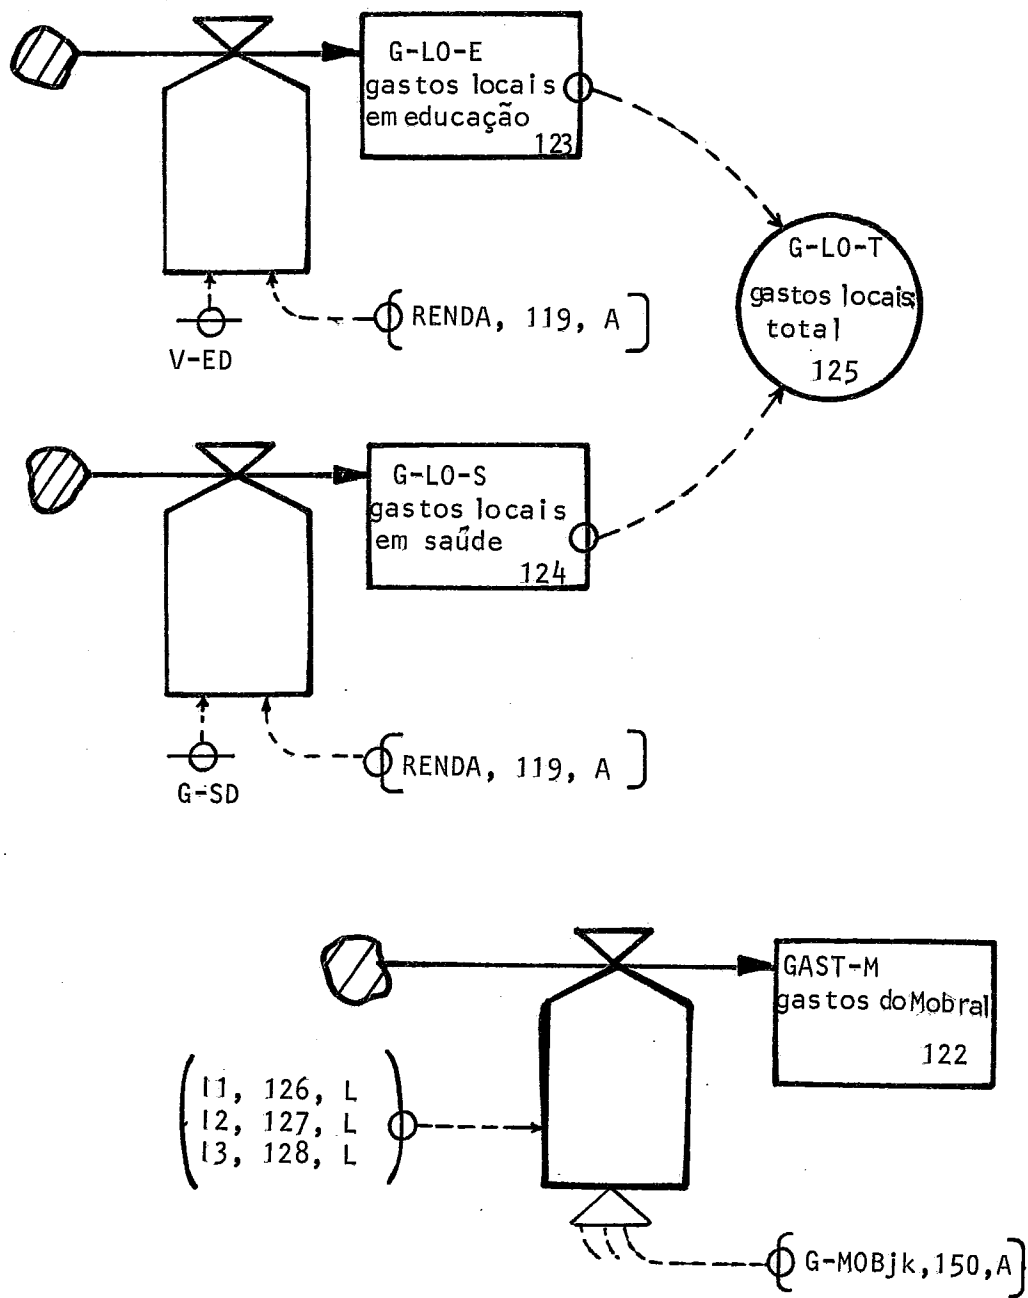 G-LO-E
gastos locais
em educação
123
G-LO-T
gastos locais
total
125
RENDA, 119, A
V-ED
G-LO-S
gastos locais
em saúde
124
RENDA, 119, A
G-SD
GAST-M
gastos do Mobral
122
I1, 126, L
I2, 127, L
I3, 128, L
G-MOBjk,150,A